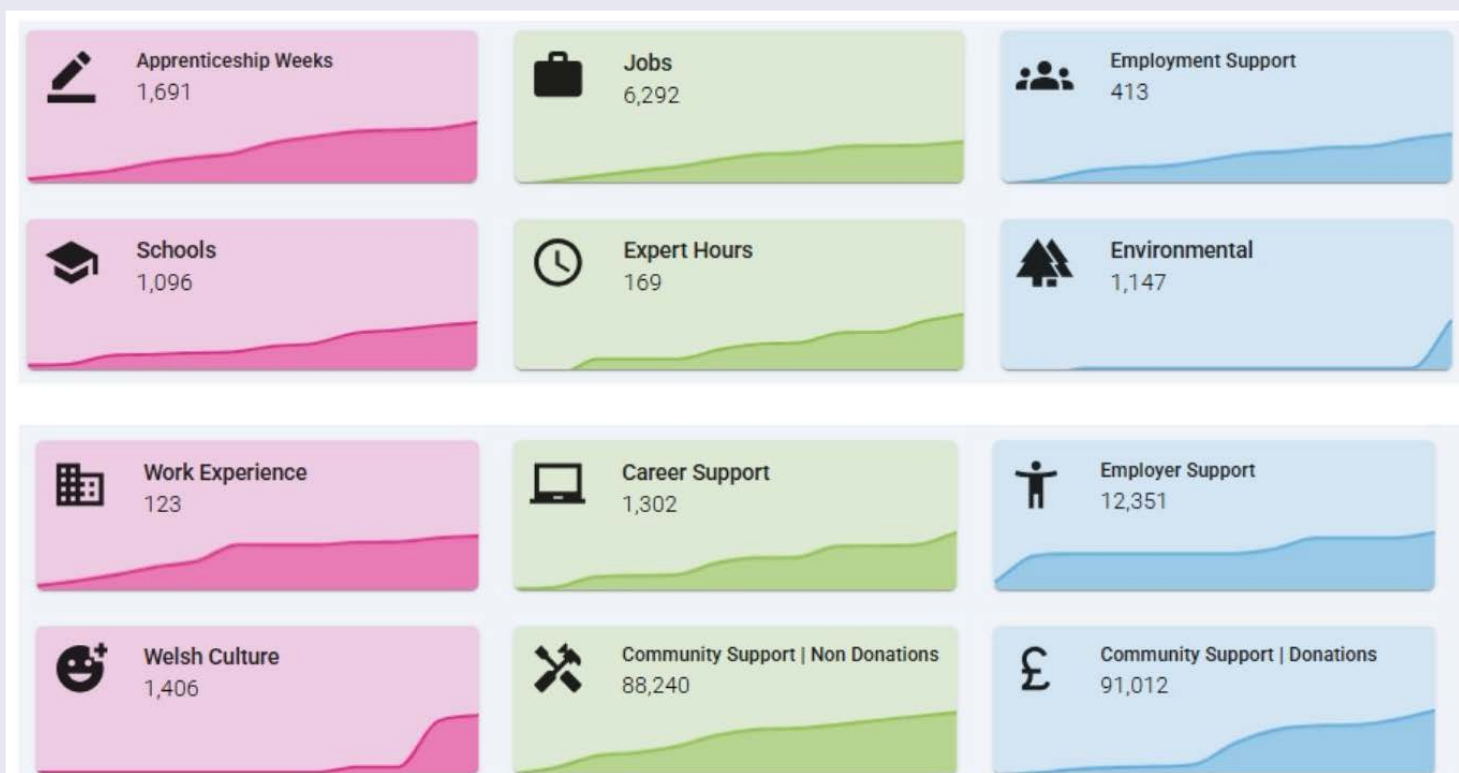 Apprenticeship Weeks
1,691
Jobs
6,292
Employment Support
413
Schools
1,096
Expert Hours
169
Environmental
1,147
Work Experience
123
Career Support
1,302
Employer Support
12,351
Welsh Culture
1,406
Community Support | Non Donations
88,240
£
Community Support | Donations
91,012